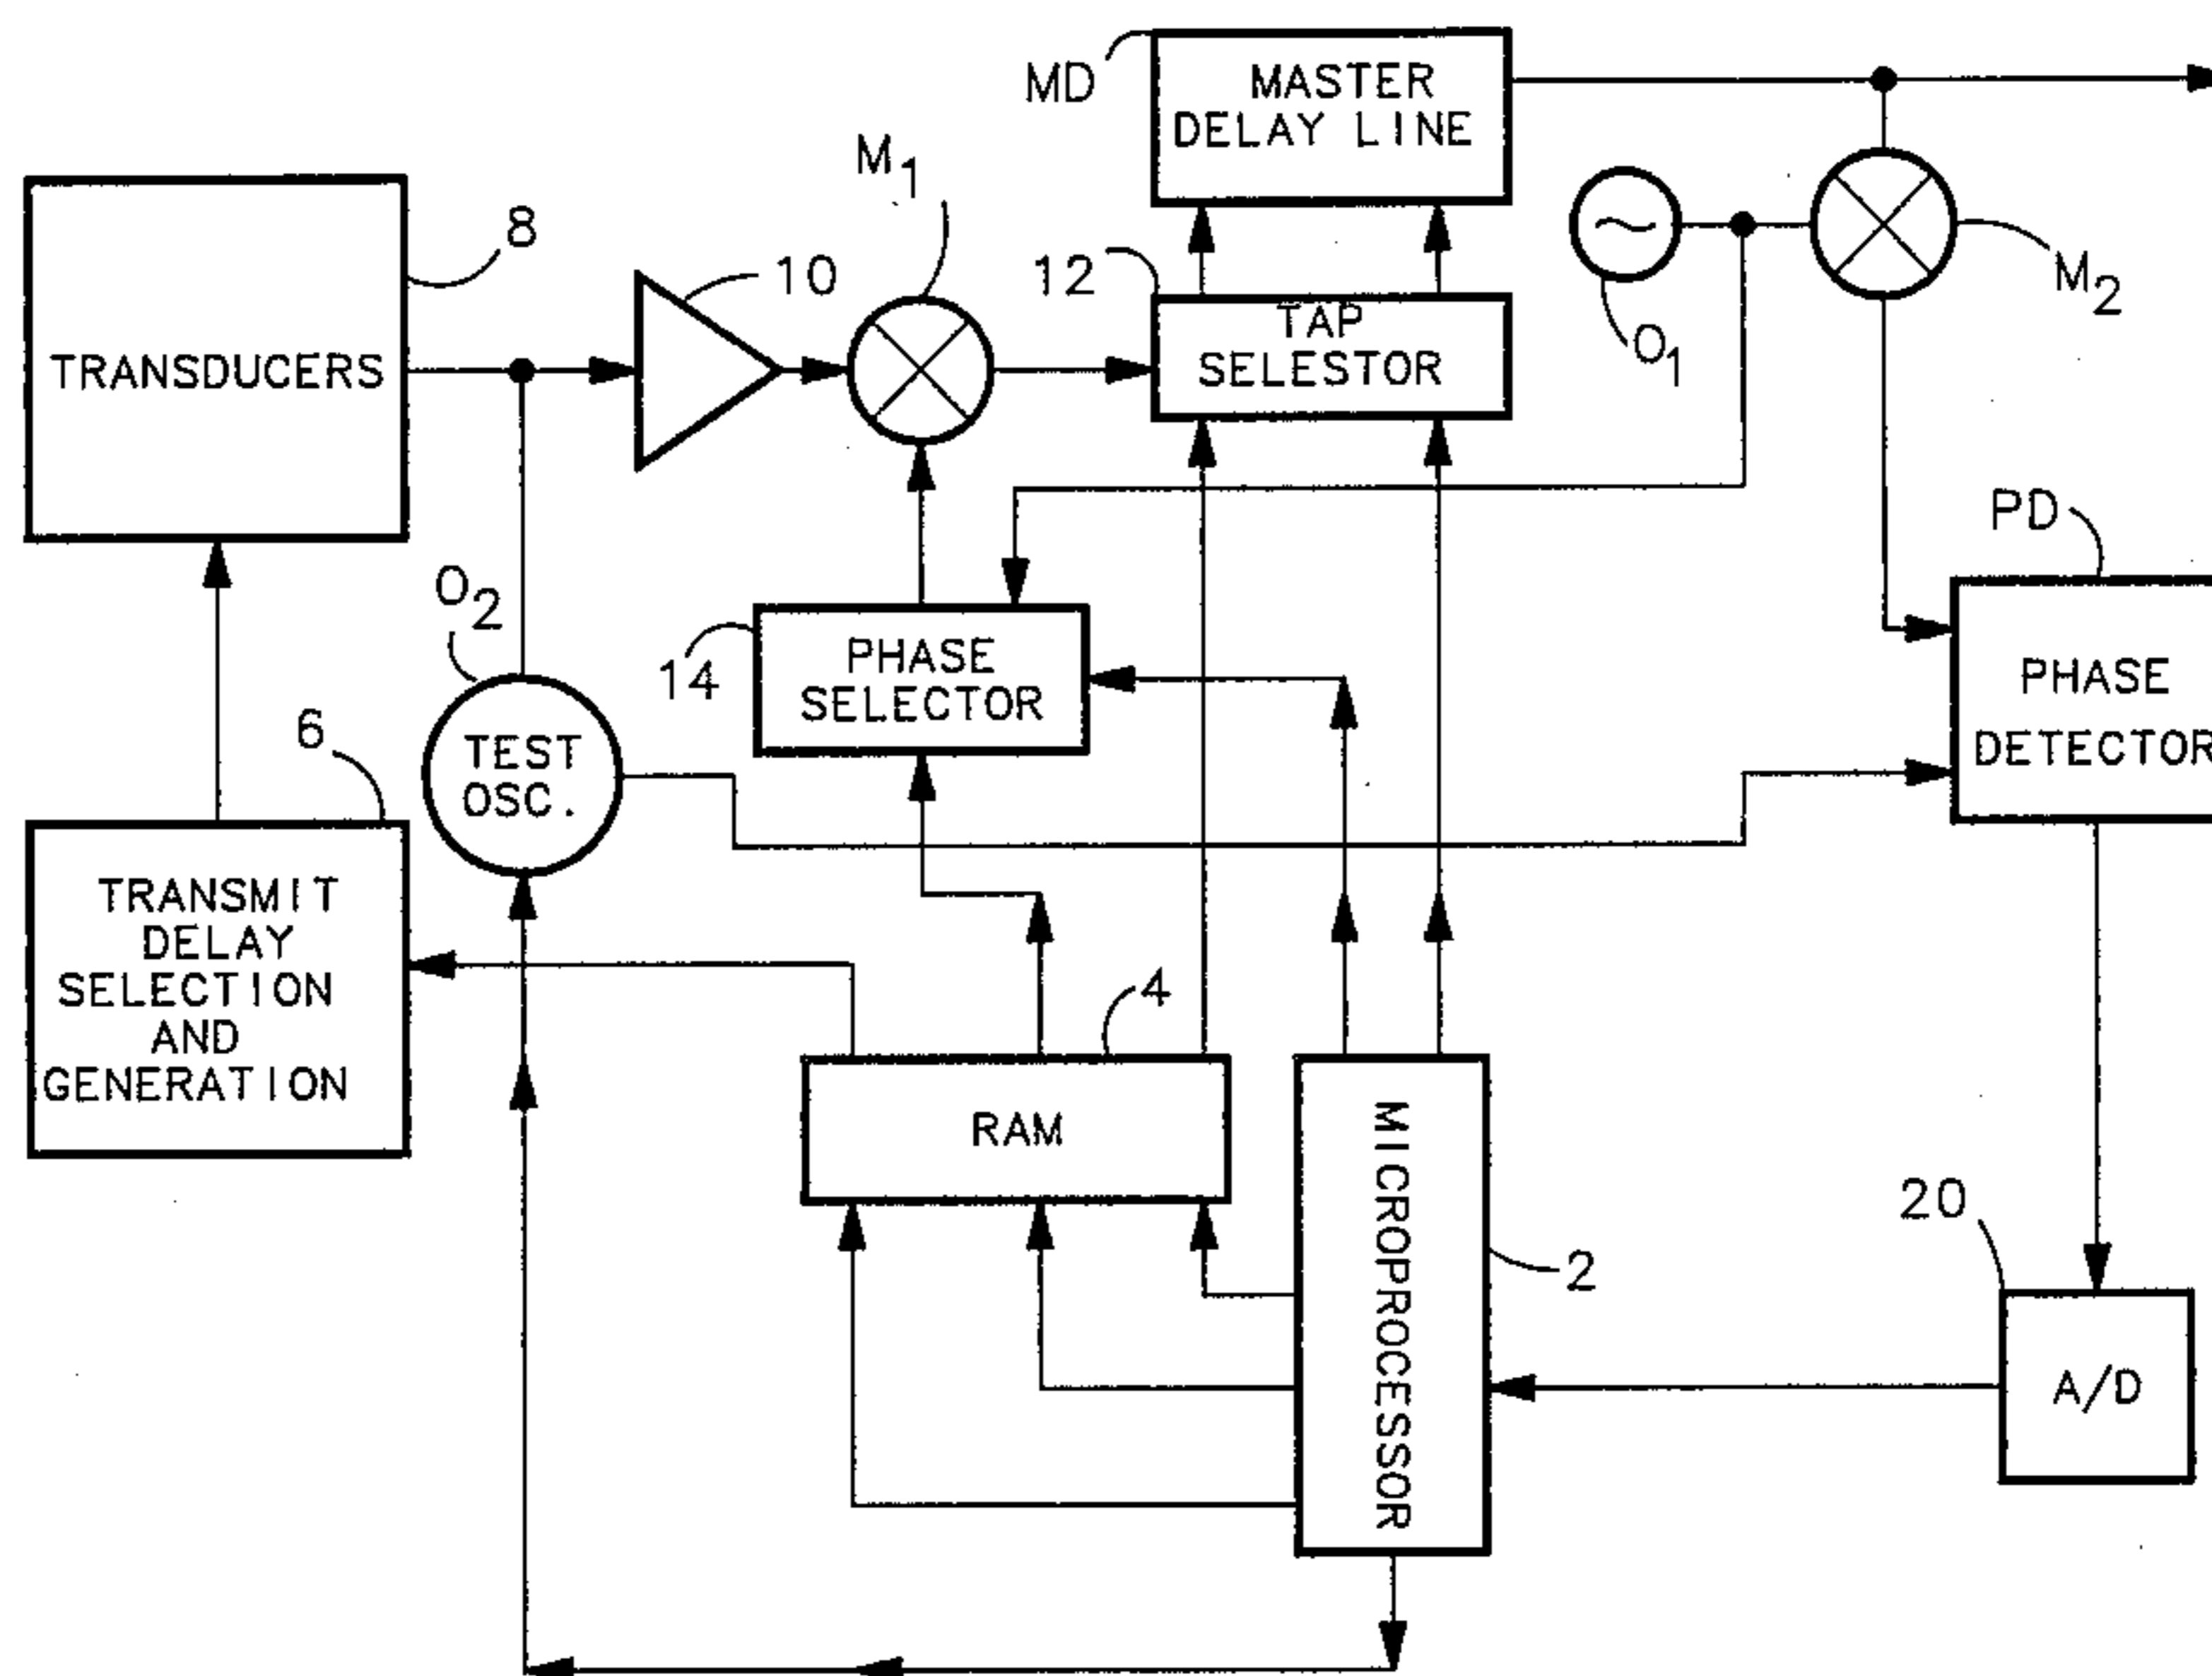 MD
MASTER
DELAY LINE
M1
8
10
12
TAP
SELESTOR
M2
O1
TRANSDUCERS
PD
O2
14
PHASE
SELECTOR
PHASE
DETECTOR
6
TEST
OSC.
TRANSMIT
DELAY
SELECTION
AND
GENERATION
4
RAM
MICROPROCESSOR
2
20
A/D